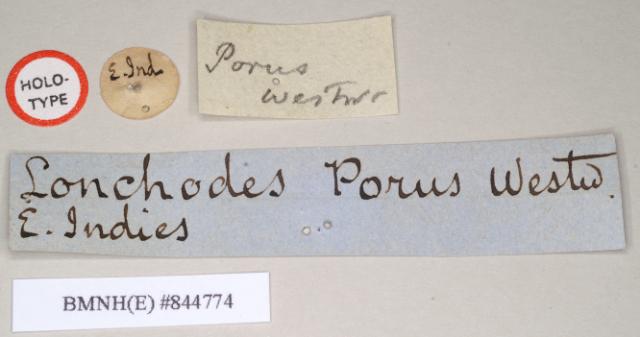 HOLO-
TYPE
E. Ind
Porus
Westw
Lonchodes Porus Westw.
E. Indies
BMNH(E) #844774